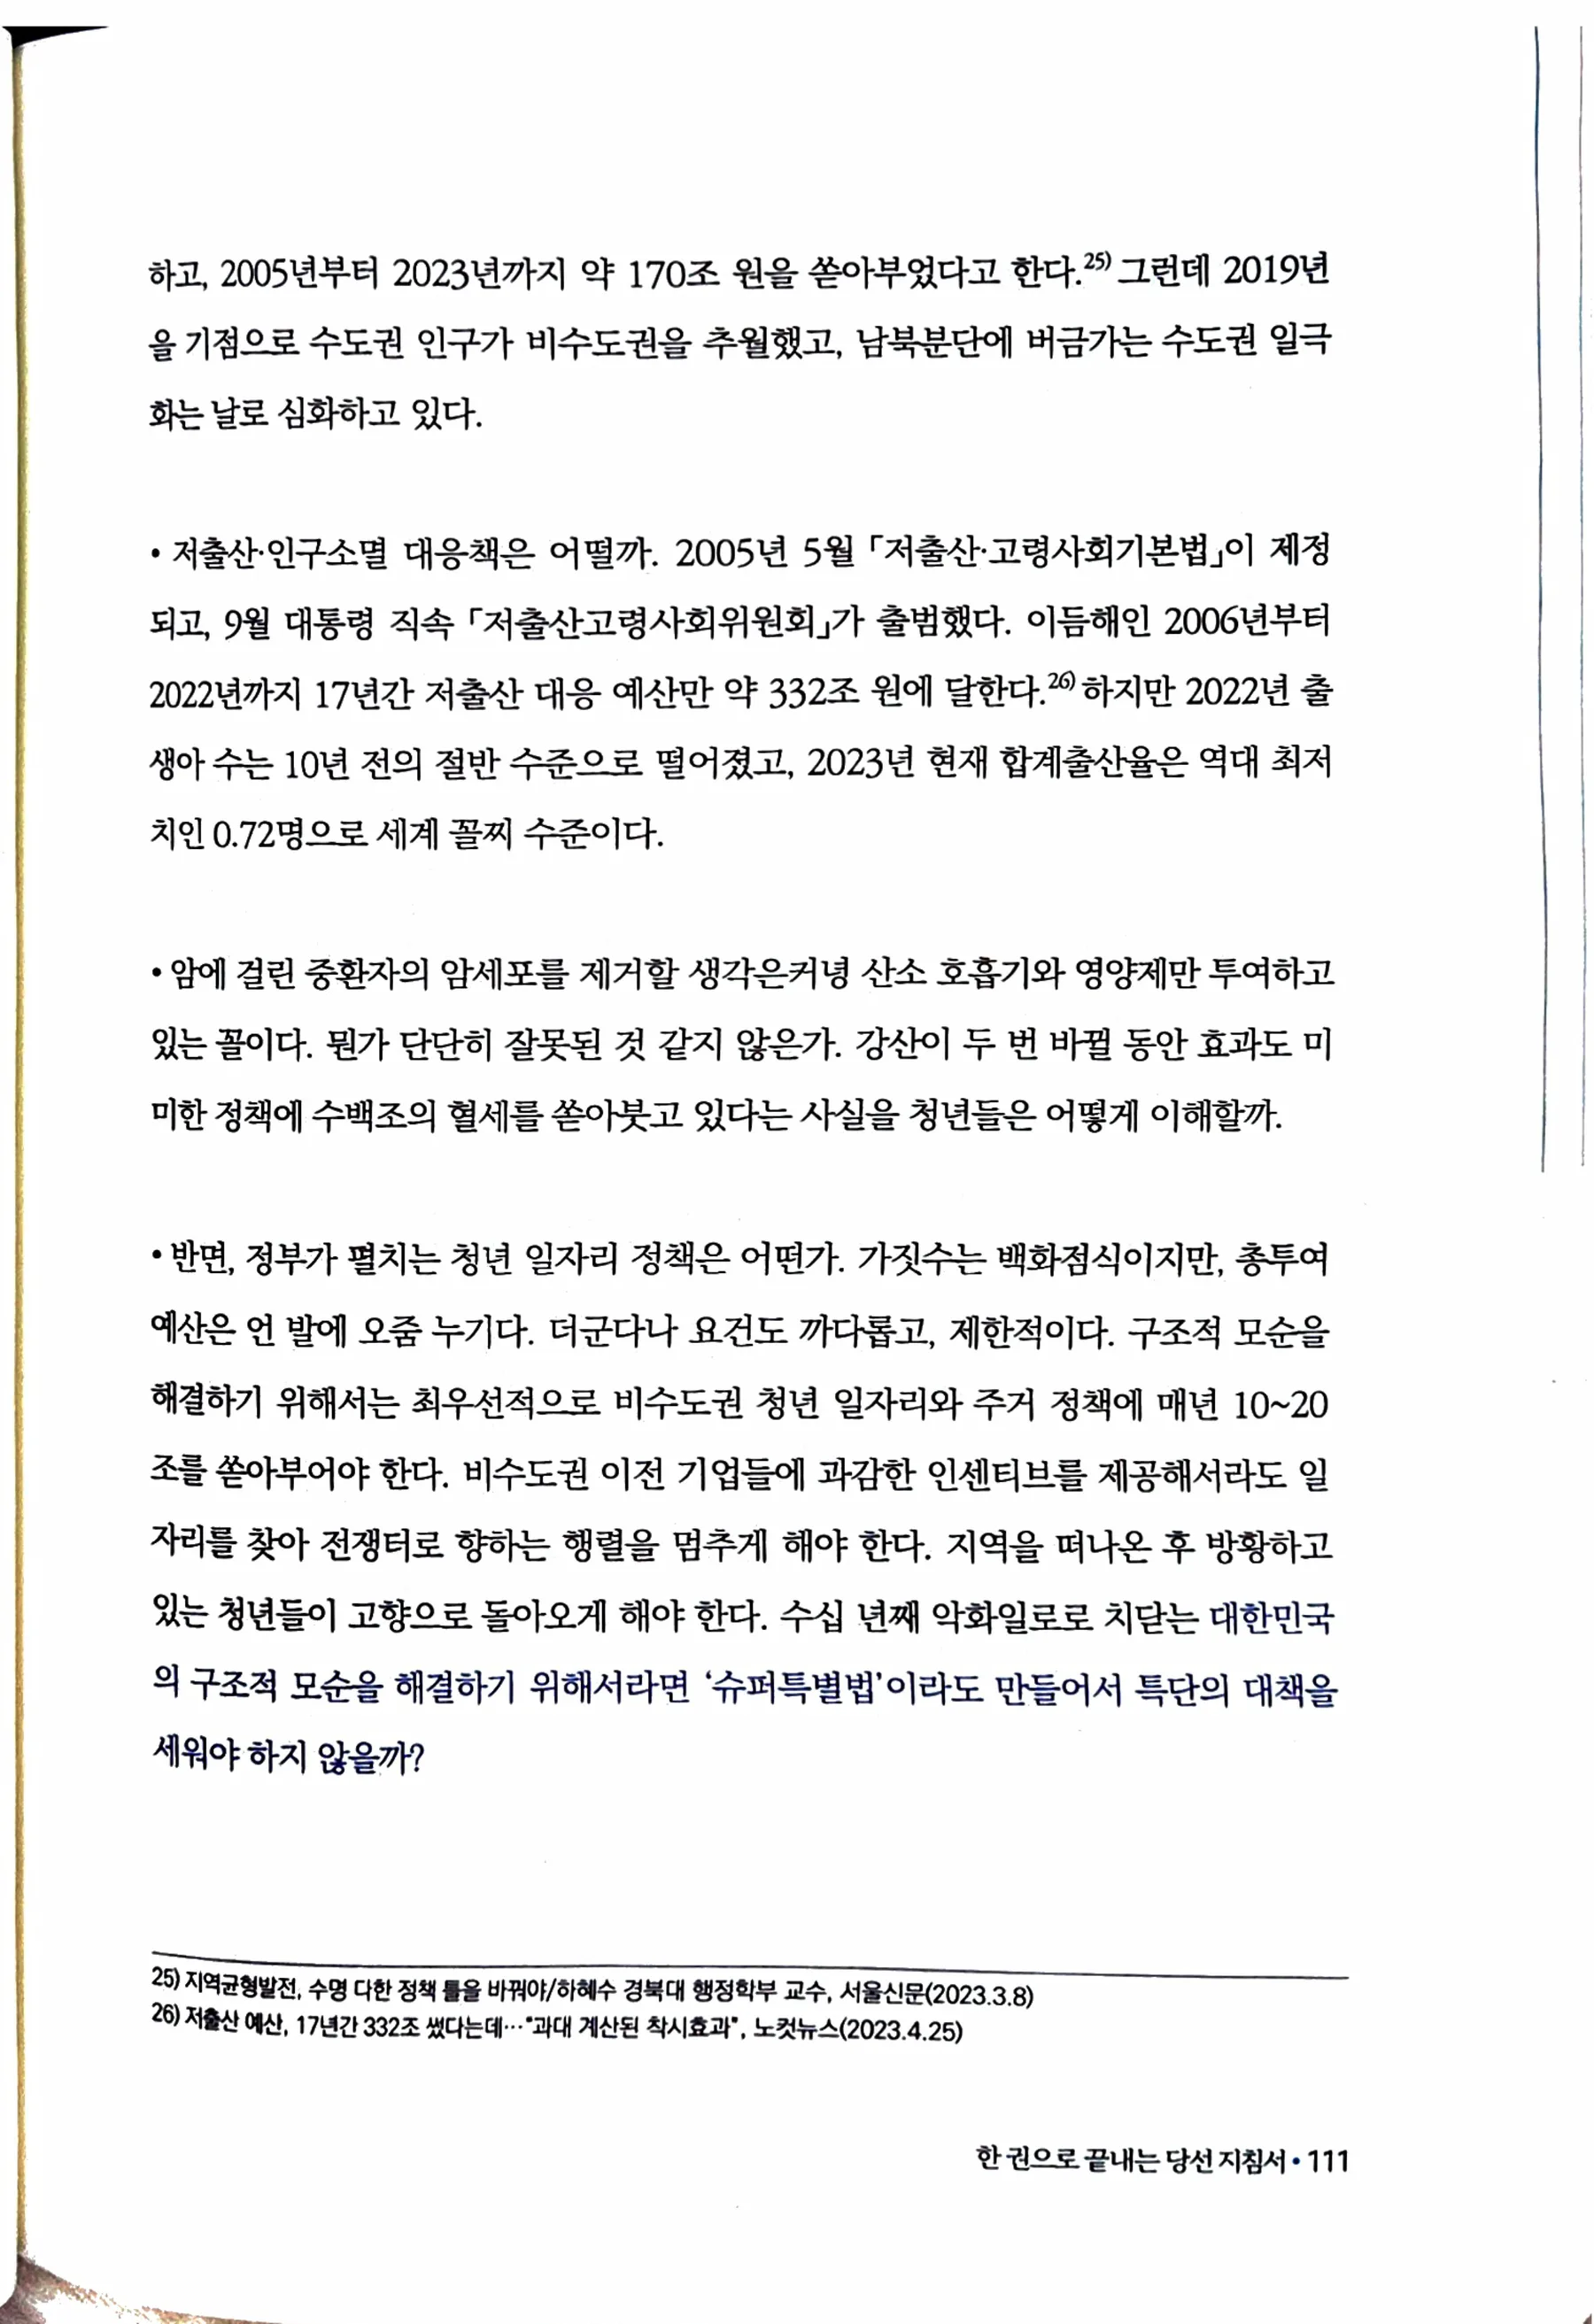 하고, 2005년부터 2023년까지 약 170조 원을 쏟아부었다고 한다.25) 그런데 2019년
을 기점으로 수도권 인구가 비수도권을 추월했고, 남북분단에 버금가는 수도권 일극
화는 날로 심화하고 있다.
• 저출산·인구소멸 대응책은 어떨까. 2005년 5월 「저출산·고령사회기본법」이 제정
되고, 9월 대통령 직속 「저출산고령사회위원회」가 출범했다. 이듬해인 2006년부터
2022년까지 17년간 저출산 대응 예산만 약 332조 원에 달한다.26) 하지만 2022년 출
생아 수는 10년 전의 절반 수준으로 떨어졌고, 2023년 현재 합계출산율은 역대 최저
치인 0.72명으로 세계 꼴찌 수준이다.
• 암에 걸린 중환자의 암세포를 제거할 생각은커녕 산소 호흡기와 영양제만 투여하고
있는 꼴이다. 뭔가 단단히 잘못된 것 같지 않은가. 강산이 두 번 바뀔 동안 효과도 미
미한 정책에 수백조의 혈세를 쏟아붓고 있다는 사실을 청년들은 어떻게 이해할까.
• 반면, 정부가 펼치는 청년 일자리 정책은 어떤가. 가짓수는 백화점식이지만, 총투여
예산은 언 발에 오줌 누기다. 더군다나 요건도 까다롭고, 제한적이다. 구조적 모순을
해결하기 위해서는 최우선적으로 비수도권 청년 일자리와 주거 정책에 매년 10~20
조를 쏟아부어야 한다. 비수도권 이전 기업들에 과감한 인센티브를 제공해서라도 일
자리를 찾아 전쟁터로 향하는 행렬을 멈추게 해야 한다. 지역을 떠나온 후 방황하고
있는 청년들이 고향으로 돌아오게 해야 한다. 수십 년째 악화일로로 치닫는 대한민국
의 구조적 모순을 해결하기 위해서라면 ‘슈퍼특별법’이라도 만들어서 특단의 대책을
세워야 하지 않을까?
25) 지역균형발전, 수명 다한 정책 틀을 바꿔야/하혜수 경북대 행정학부 교수, 서울신문(2023.3.8)
26) 저출산 예산, 17년간 332조 썼다는데…"과대 계산된 착시효과", 노컷뉴스(2023.4.25)
한 권으로 끝내는 당선 지침서 • 111